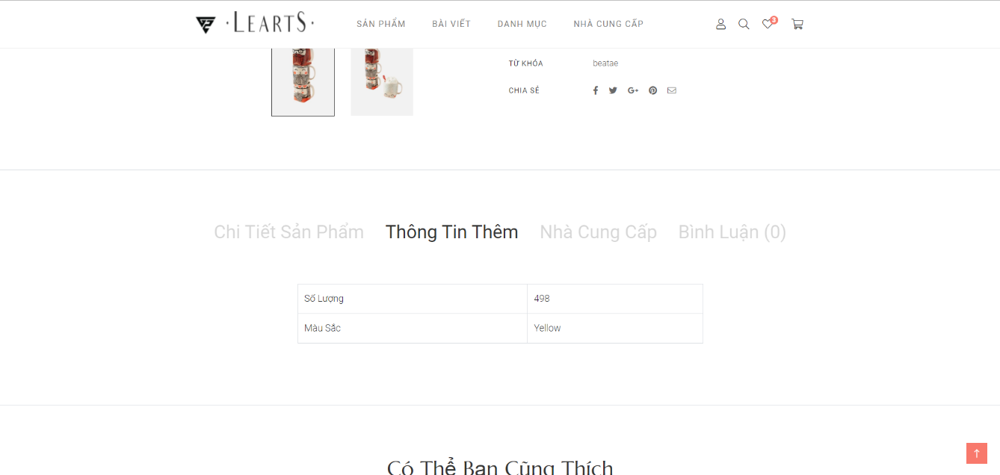 ·LEARTS·
SẢN PHẨM BÀI VIẾT DANH MỤC NHÀ CUNG CẤP
3
TỪ KHÓA beatae
CHIA SẺ
Chi Tiết Sản Phẩm Thông Tin Thêm Nhà Cung Cấp Bình Luận (0)
Số Lượng 498
Màu Sắc Yellow
Có Thể Bạn Cũng Thích